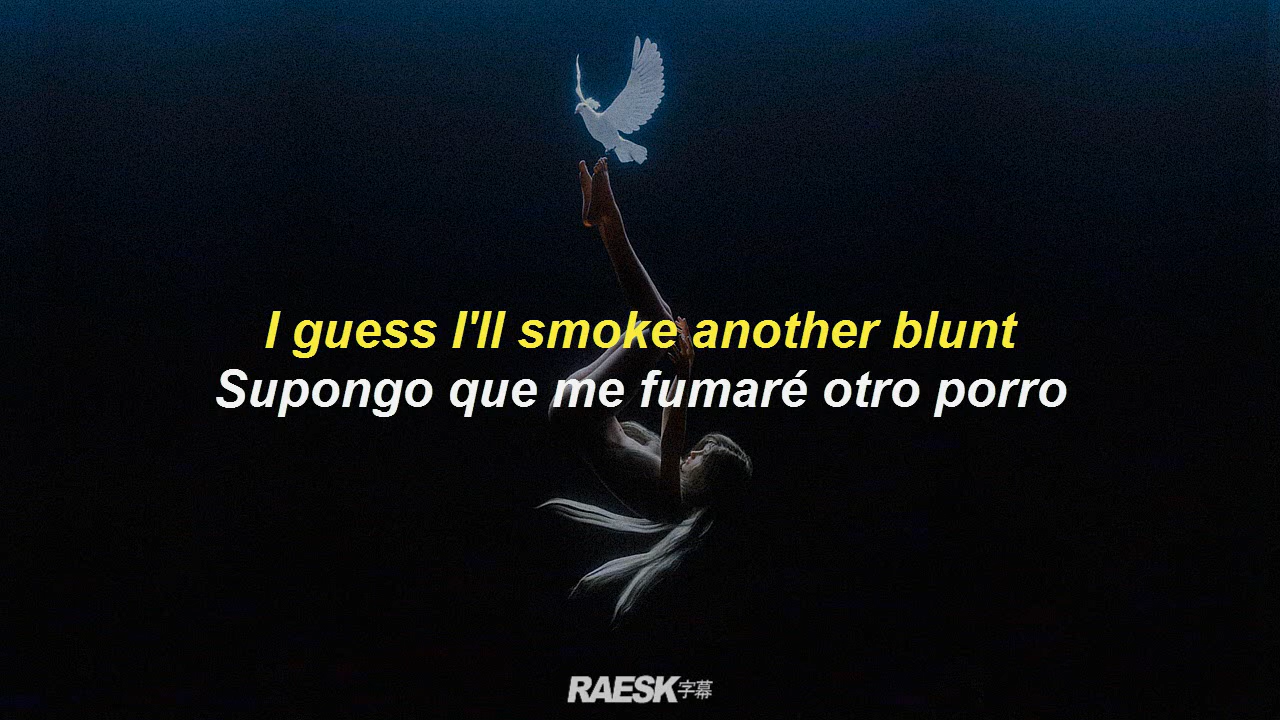 I guess I'll smoke another blunt
Supongo que me fumaré otro porro
RAESK字幕